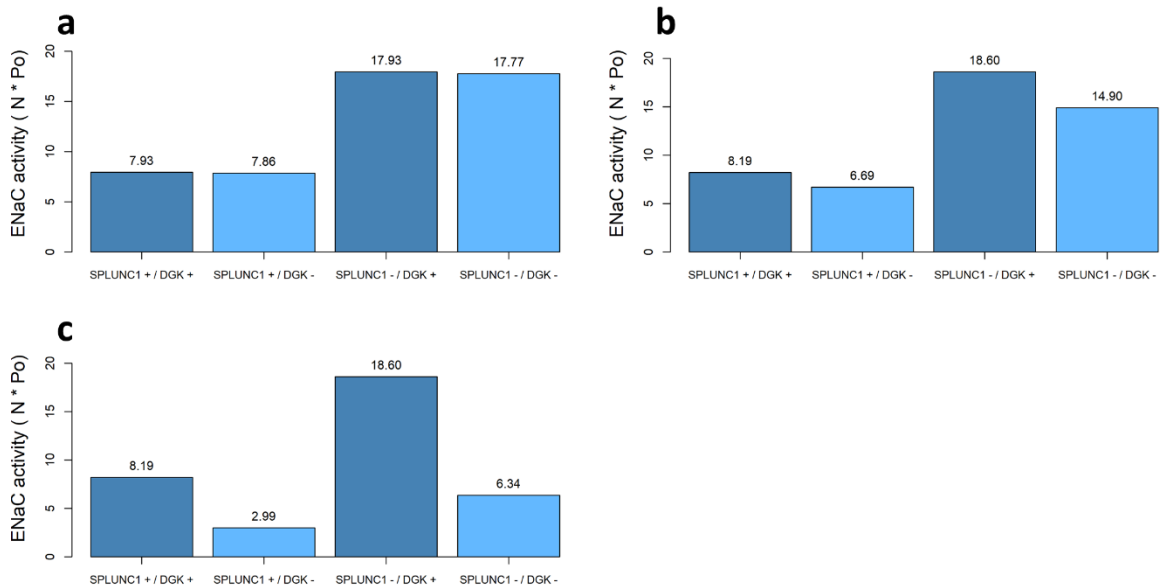 a
ENaC activity ( N * Po)
20
15
10
5
0
7.93
7.86
17.93
17.77
SPLUNC1 + / DGK +
SPLUNC1 + / DGK -
SPLUNC1 - / DGK +
SPLUNC1 - / DGK -
b
ENaC activity ( N * Po)
20
15
10
5
0
8.19
6.69
18.60
14.90
SPLUNC1 + / DGK +
SPLUNC1 + / DGK -
SPLUNC1 - / DGK +
SPLUNC1 - / DGK -
c
ENaC activity ( N * Po)
20
15
10
5
0
8.19
2.99
18.60
6.34
SPLUNC1 + / DGK +
SPLUNC1 + / DGK -
SPLUNC1 - / DGK +
SPLUNC1 - / DGK -